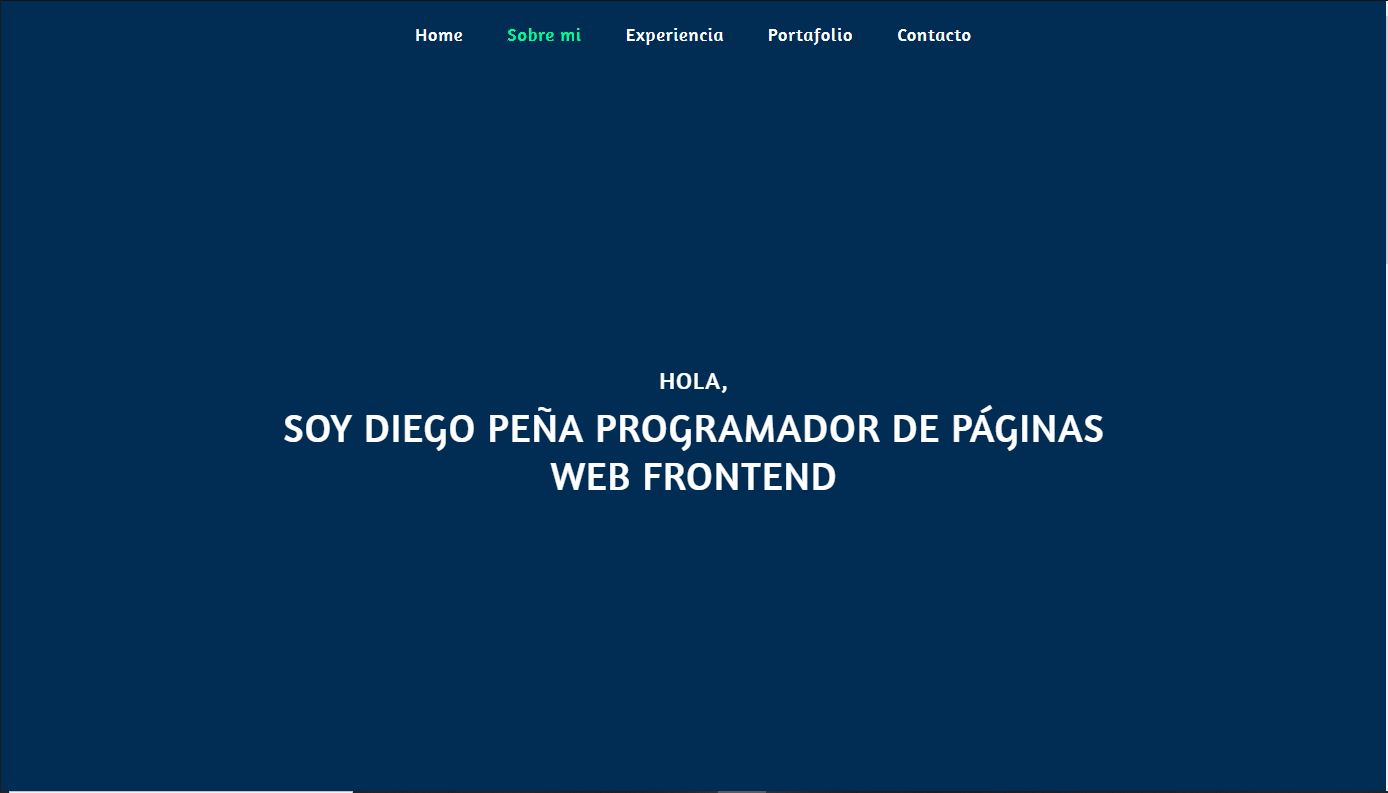 Home Sobre mi Experiencia Portafolio Contacto
HOLA,
SOY DIEGO PEÑA PROGRAMADOR DE PÁGINAS
WEB FRONTEND